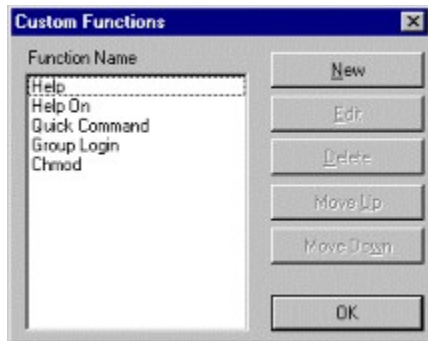 Custom Functions
Function Name
Help
Help On
Quick Command
Group Login
Chmod
New
Edit
Delete
Move Up
Move Down
OK